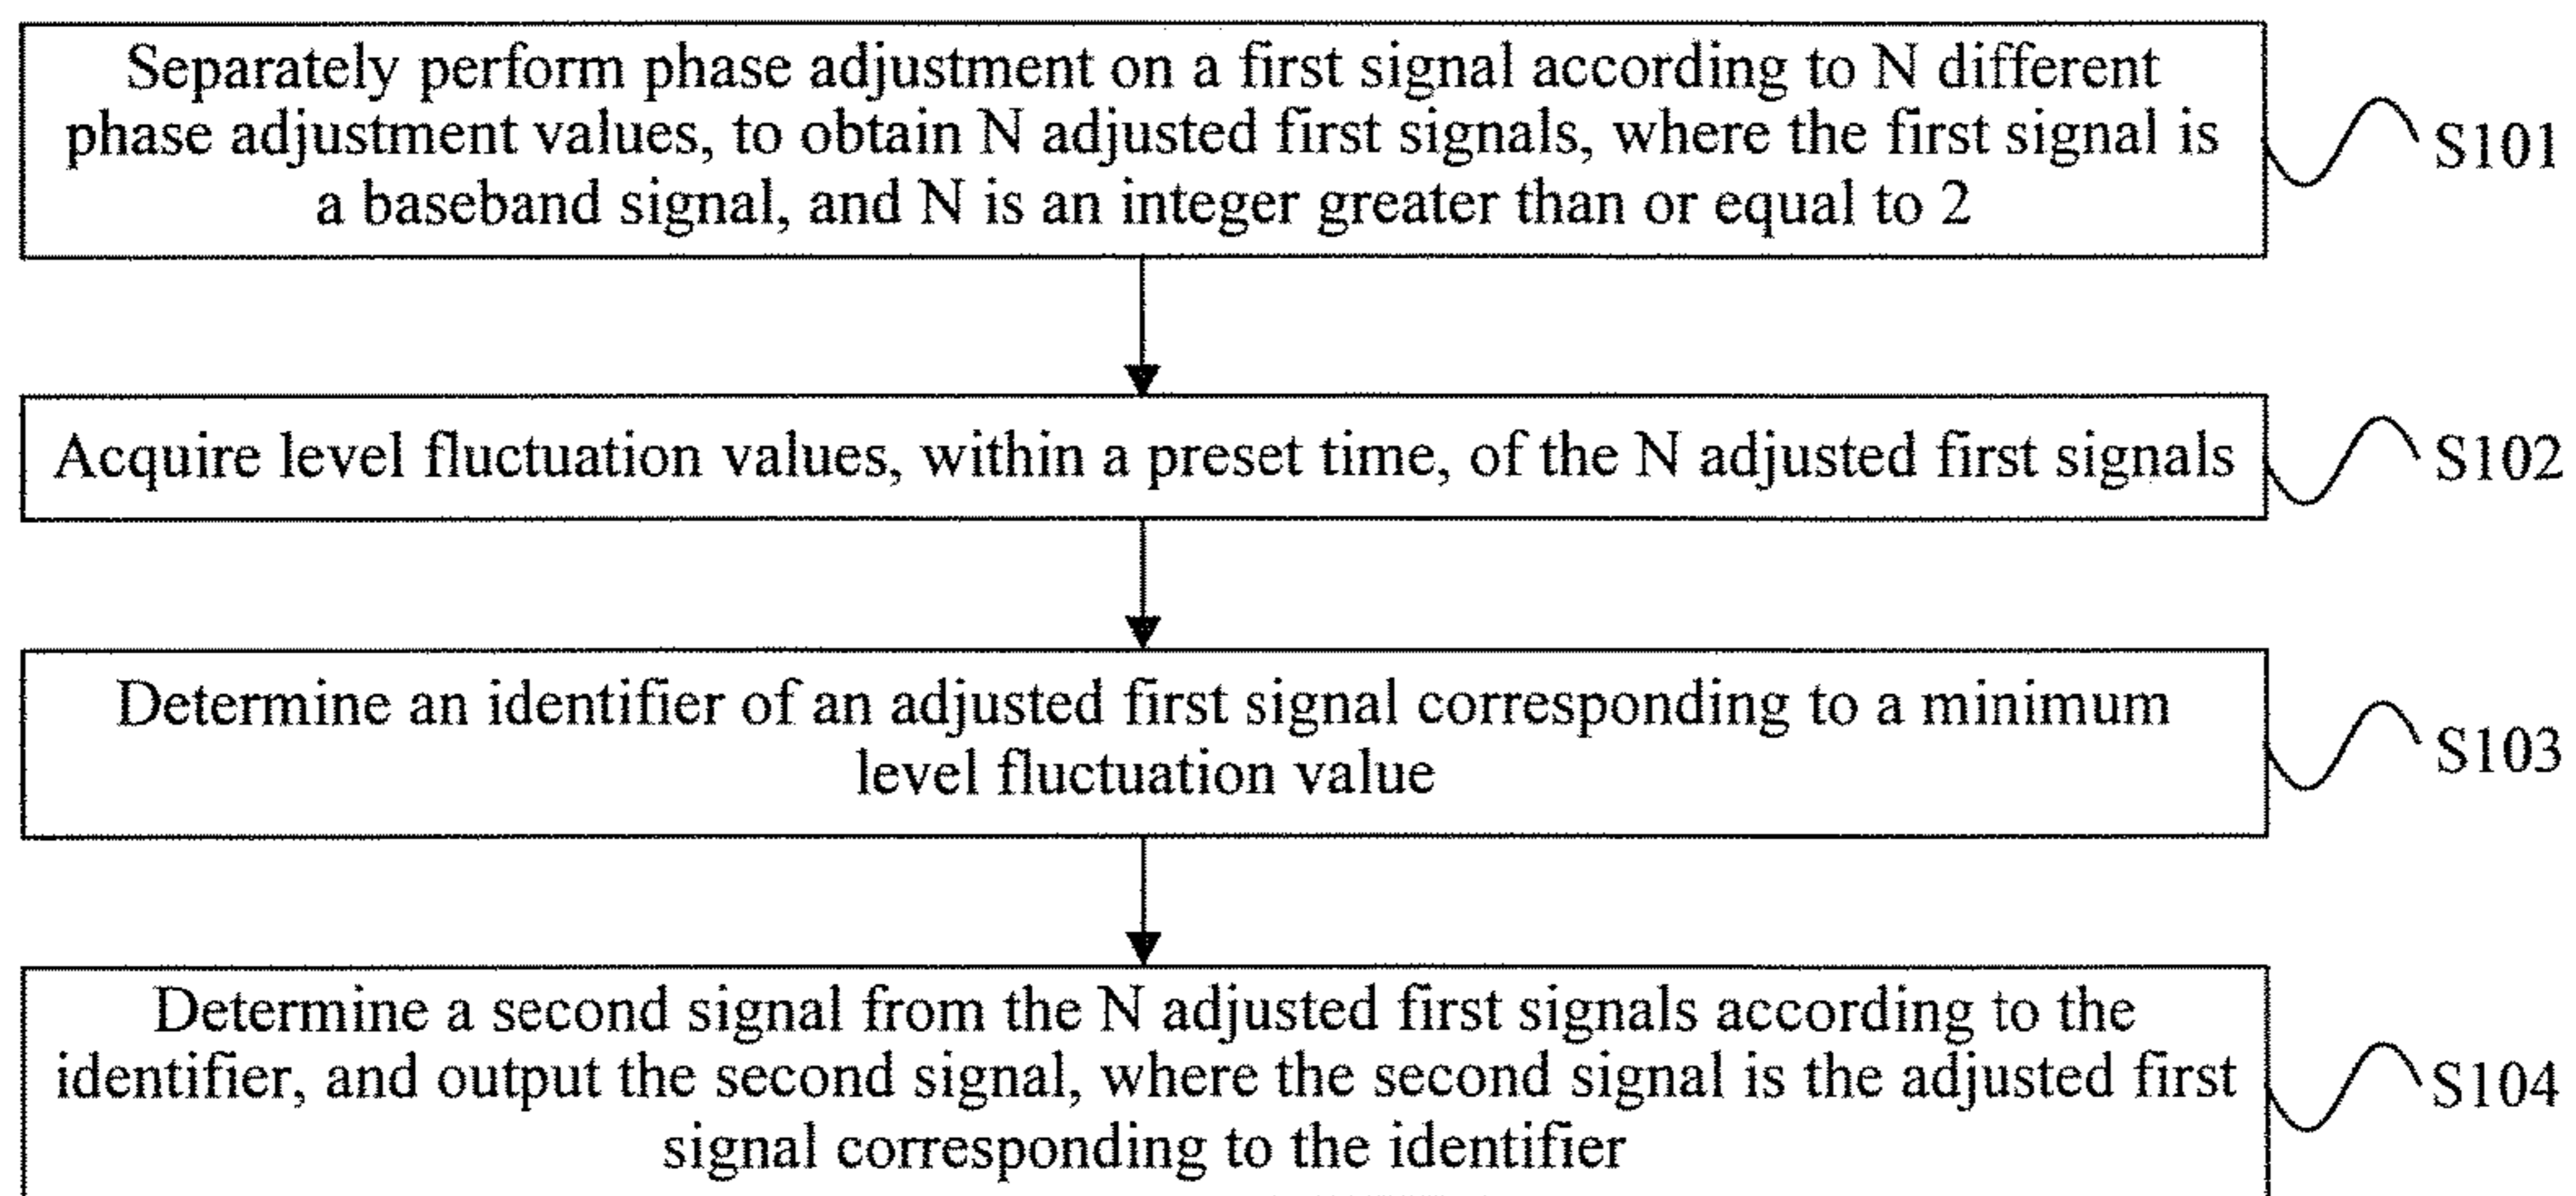 Separately perform phase adjustment on a first signal according to N different
phase adjustment values, to obtain N adjusted first signals, where the first signal is
a baseband signal, and N is an integer greater than or equal to 2
S101
Acquire level fluctuation values, within a preset time, of the N adjusted first signals
S102
Determine an identifier of an adjusted first signal corresponding to a minimum
level fluctuation value
S103
Determine a second signal from the N adjusted first signals according to the
identifier, and output the second signal, where the second signal is the adjusted first
signal corresponding to the identifier
S104